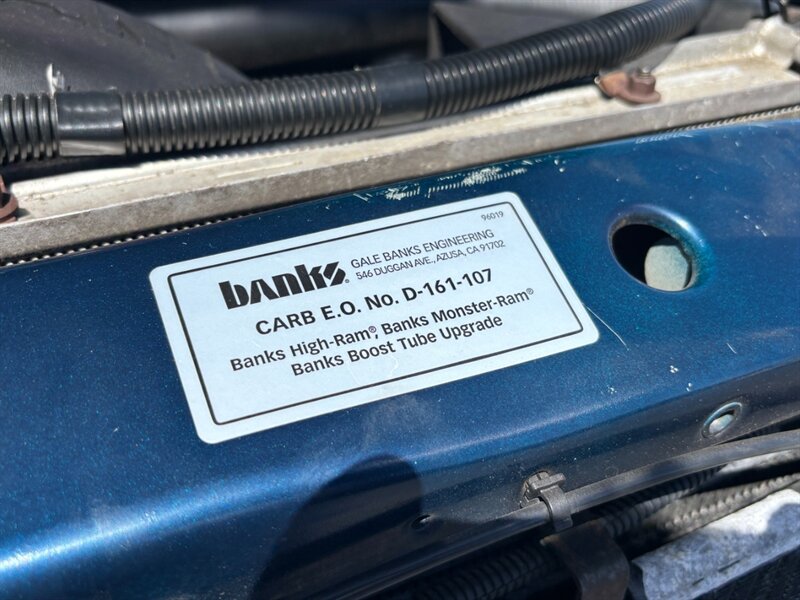 96019
banks® GALE BANKS ENGINEERING
546 DUGGAN AVE., AZUSA, CA 91702
CARB E.O. No. D-161-107
Banks High-Ram®, Banks Monster-Ram®
Banks Boost Tube Upgrade